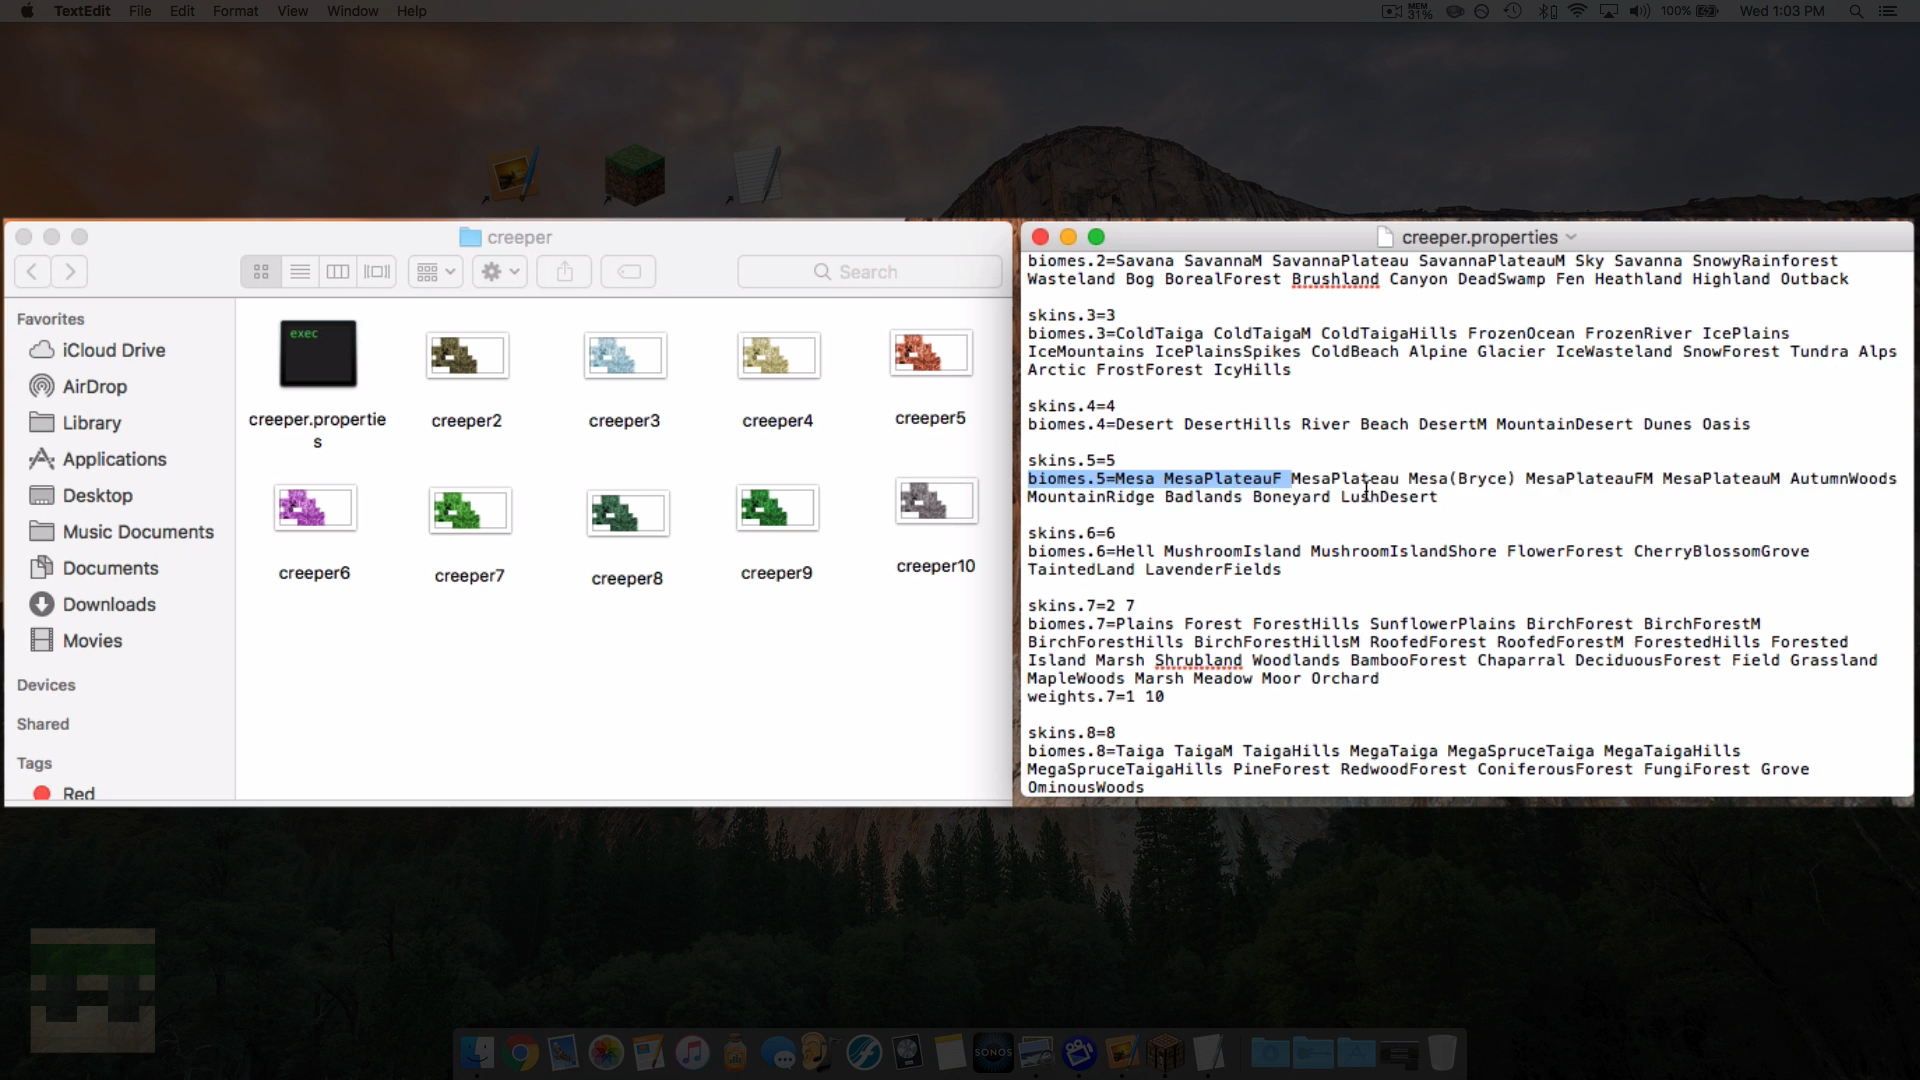 TextEdit File Edit Format View Window Help
MEM 31% 100% Wed 1:03 PM
creeper
Search
Favorites
iCloud Drive
AirDrop
Library
Applications
Desktop
Music Documents
Documents
Downloads
Movies
Devices
Shared
Tags
Red
exec
creeper.propertie
s
creeper2
creeper3
creeper4
creeper5
creeper6
creeper7
creeper8
creeper9
creeper10
creeper.properties
biomes.2=Savana SavannaM SavannaPlateau SavannaPlateauM Sky Savanna SnowyRainforest
Wasteland Bog BorealForest Brushland Canyon DeadSwamp Fen Heathland Highland Outback
skins.3=3
biomes.3=ColdTaiga ColdTaigaM ColdTaigaHills FrozenOcean FrozenRiver IcePlains
IceMountains IcePlainsSpikes ColdBeach Alpine Glacier IceWasteland SnowForest Tundra Alps
Arctic FrostForest IcyHills
skins.4=4
biomes.4=Desert DesertHills River Beach DesertM MountainDesert Dunes Oasis
skins.5=5
biomes.5=Mesa MesaPlateauF MesaPlateau Mesa(Bryce) MesaPlateauFM MesaPlateauM AutumnWoods
MountainRidge Badlands Boneyard LushDesert
skins.6=6
biomes.6=Hell MushroomIsland MushroomIslandShore FlowerForest CherryBlossomGrove
TaintedLand LavenderFields
skins.7=2 7
biomes.7=Plains Forest ForestHills SunflowerPlains BirchForest BirchForestM
BirchForestHills BirchForestHillsM RoofedForest RoofedForestM ForestedHills Forested
Island Marsh Shrubland Woodlands BambooForest Chaparral DeciduousForest Field Grassland
MapleWoods Marsh Meadow Moor Orchard
weights.7=1 10
skins.8=8
biomes.8=Taiga TaigaM TaigaHills MegaTaiga MegaSpruceTaiga MegaTaigaHills
MegaSpruceTaigaHills PineForest RedwoodForest ConiferousForest FungiForest Grove
OminousWoods
SONOS